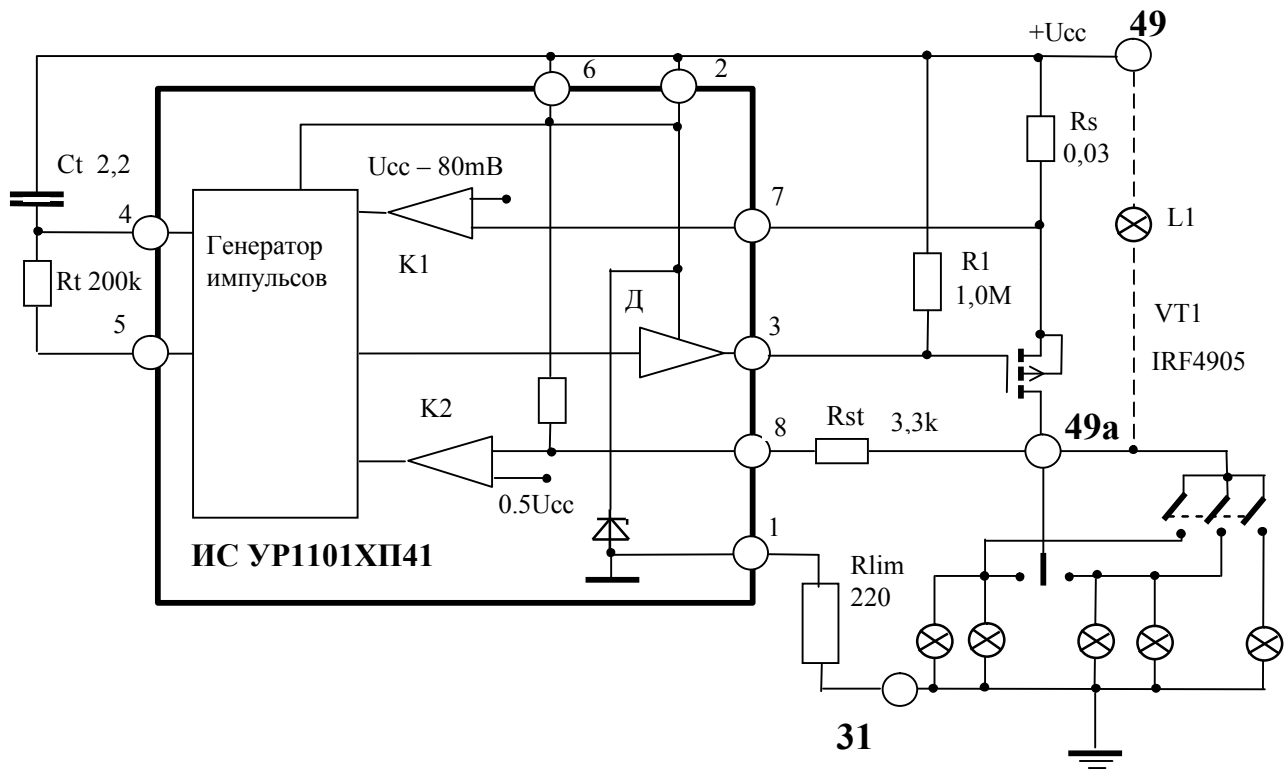 +Ucc
49
6
2
Rs
0,03
Ct 2,2
Ucc – 80mB
7
4
Генератор
импульсов
K1
L1
R1
1,0M
Rt 200k
Д
VT1
5
3
IRF4905
K2
8
Rst
3,3k
49a
0.5Ucc
1
ИС УР1101ХП41
Rlim
220
31